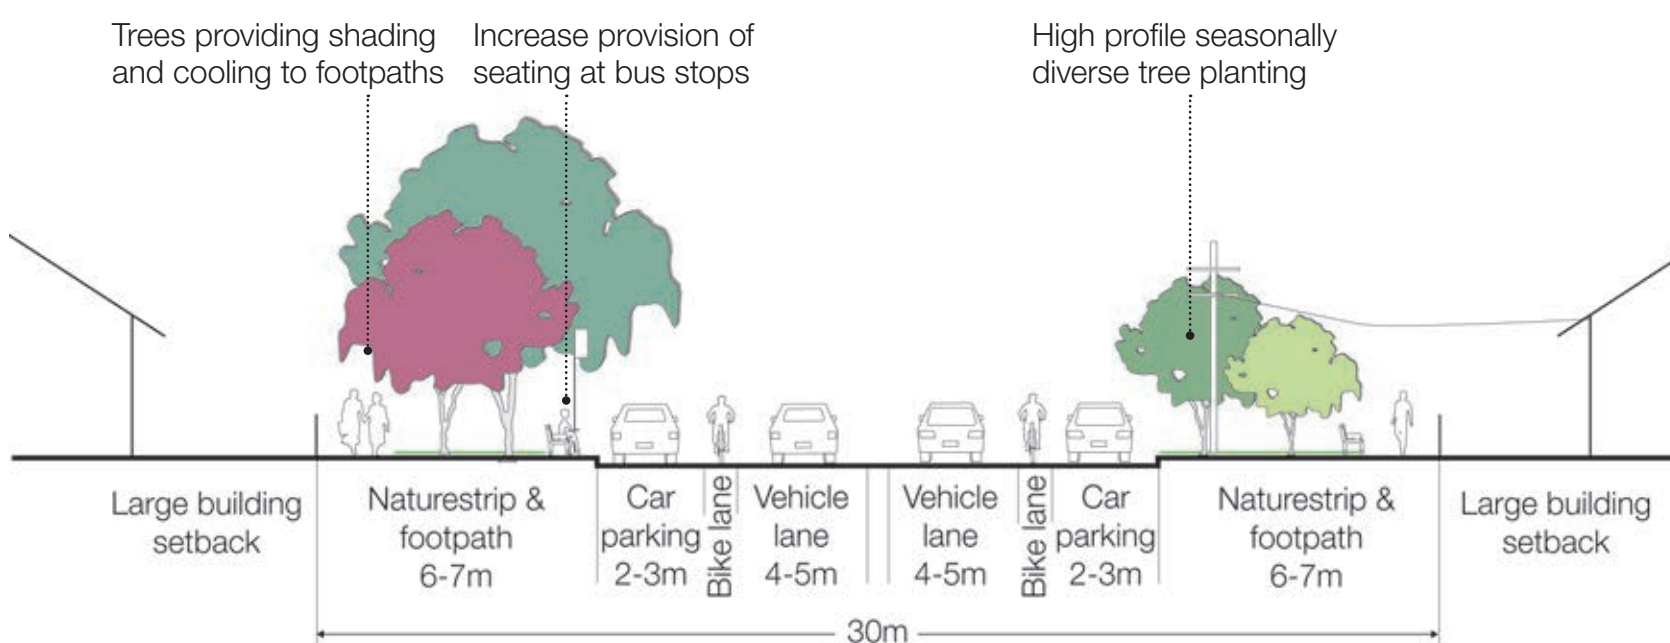 Trees providing shading
and cooling to footpaths
Increase provision of
seating at bus stops
High profile seasonally
diverse tree planting
Large building
setback
Naturestrip &
footpath
6-7m
Car
parking
2-3m
Bike lane
Vehicle
lane
4-5m
Vehicle
lane
4-5m
Bike lane
Car
parking
2-3m
Naturestrip &
footpath
6-7m
Large building
setback
30m